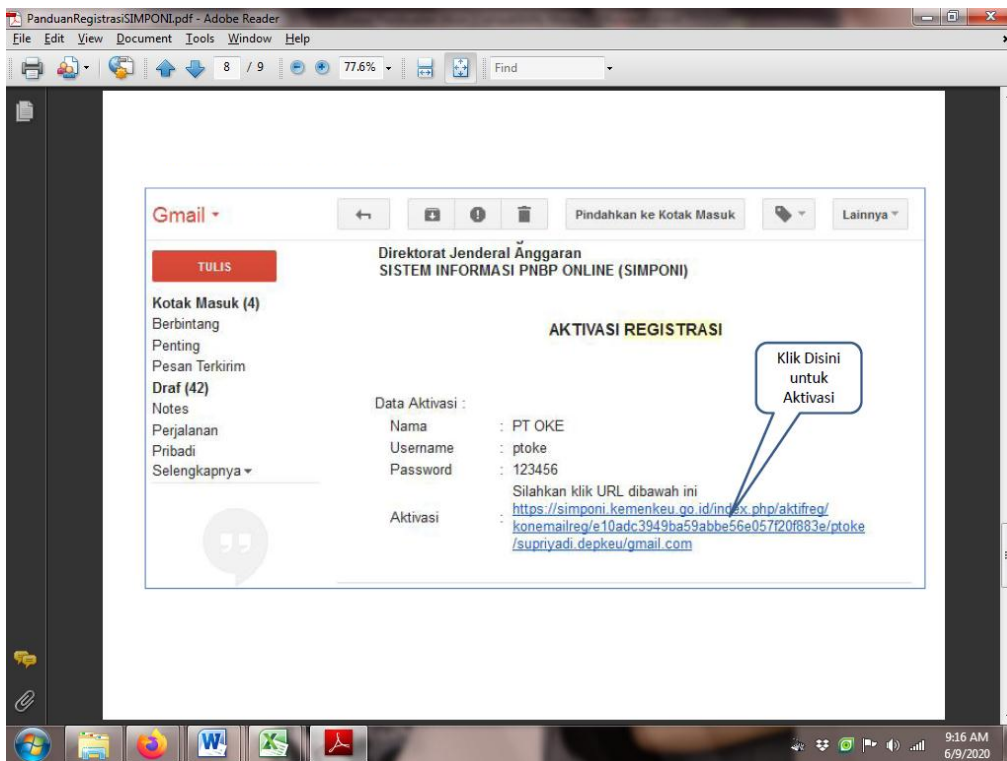 PanduanRegistrasiSIMPONI.pdf - Adobe Reader
File Edit View Document Tools Window Help
8 / 9 77.6% Find
Gmail
Pindahkan ke Kotak Masuk
Lainnya
TULIS
Kotak Masuk (4)
Berbintang
Penting
Pesan Terkirim
Draf (42)
Notes
Perjalanan
Pribadi
Selengkapnya
Direktorat Jenderal Anggaran
SISTEM INFORMASI PNBP ONLINE (SIMPONI)
AKTIVASI REGISTRASI
Klik Disini
untuk
Aktivasi
Data Aktivasi :
Nama : PT OKE
Username : ptoke
Password : 123456
Silahkan klik URL dibawah ini
Aktivasi : https://simponi.kemenkeu.go.id/index.php/aktifreg/
konemailreg/e10adc3949ba59abbe56e057f20f883e/ptoke
/supriyadi.depkeu/gmail.com
9:16 AM
6/9/2020